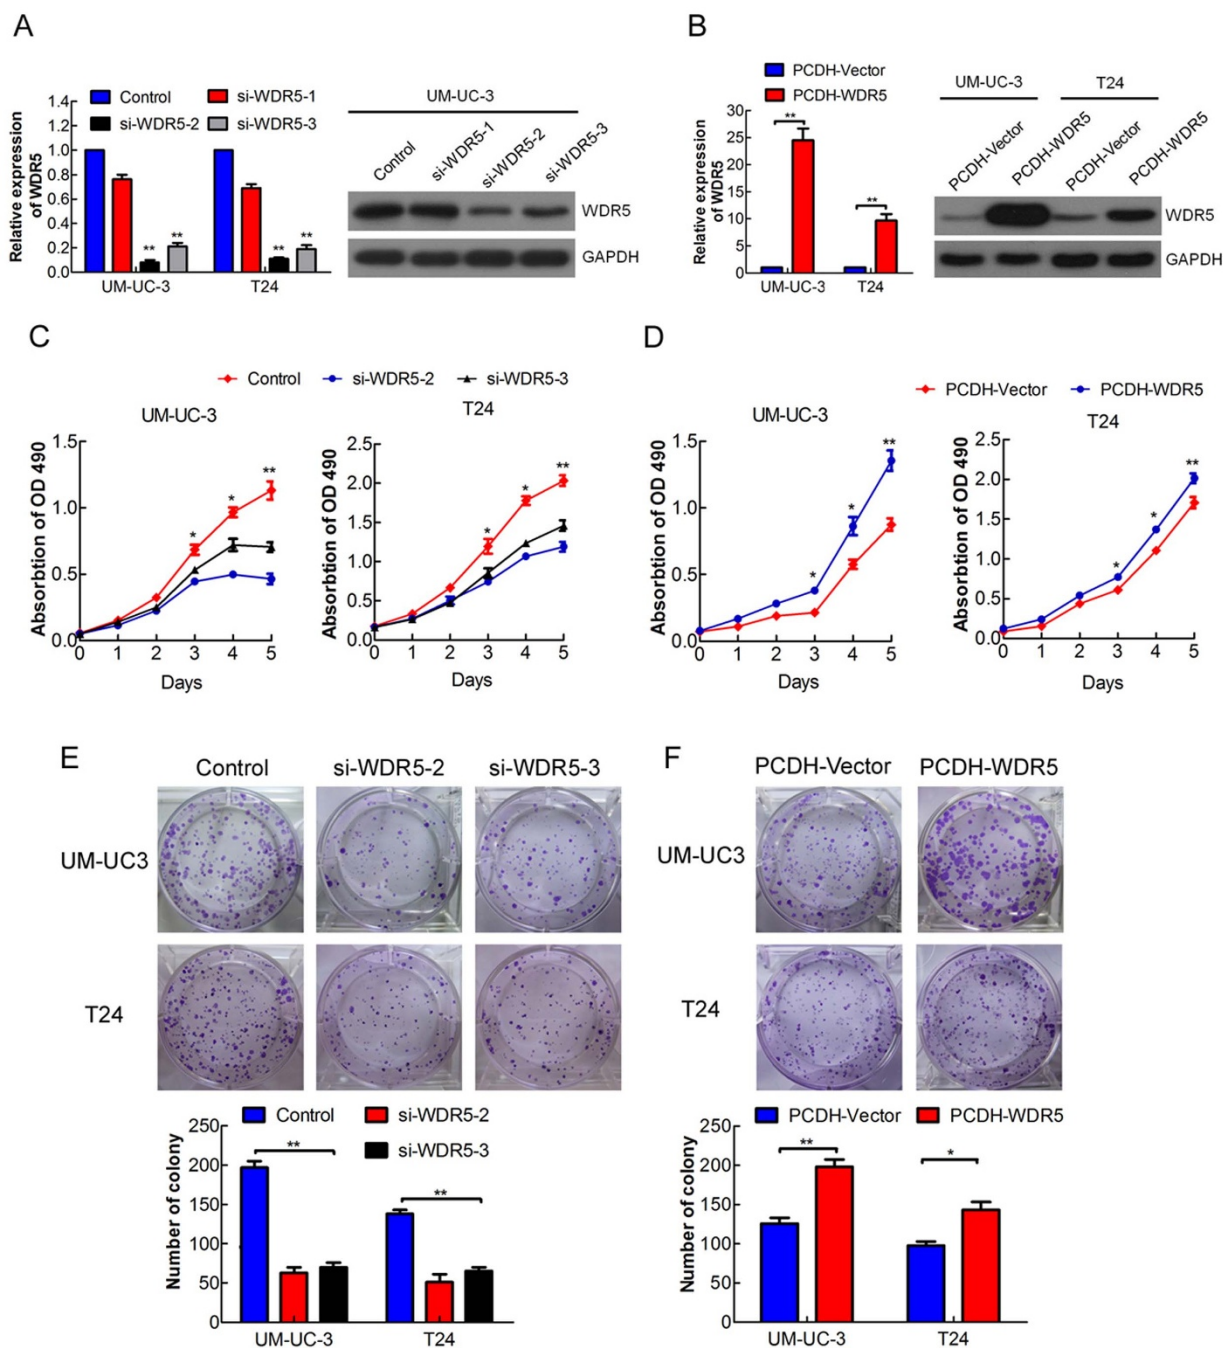 A
Relative expression
of WDR5
Control
si-WDR5-1
si-WDR5-2
si-WDR5-3
1.4
1.2
1.0
0.8
0.6
0.4
0.2
0.0
**
**
**
**
UM-UC-3
T24
UM-UC-3
Control
si-WDR5-1
si-WDR5-2
si-WDR5-3
WDR5
GAPDH
B
Relative expression
of WDR5
PCDH-Vector
PCDH-WDR5
30
25
20
15
10
5
0
**
**
UM-UC-3
T24
UM-UC-3
T24
PCDH-Vector
PCDH-WDR5
PCDH-Vector
PCDH-WDR5
WDR5
GAPDH
C
Control
si-WDR5-2
si-WDR5-3
UM-UC-3
Absorbtion of OD 490
1.5
1.0
0.5
0.0
*
*
**
0 1 2 3 4 5
Days
T24
Absorbtion of OD 490
2.5
2.0
1.5
1.0
0.5
0.0
*
*
**
0 1 2 3 4 5
Days
D
PCDH-Vector
PCDH-WDR5
UM-UC-3
Absorbtion of OD 490
1.5
1.0
0.5
0.0
*
*
**
0 1 2 3 4 5
Days
T24
Absorbtion of OD 490
2.5
2.0
1.5
1.0
0.5
0.0
*
*
**
0 1 2 3 4 5
Days
E
Control
si-WDR5-2
si-WDR5-3
UM-UC3
T24
Number of colony
Control
si-WDR5-2
si-WDR5-3
250
200
150
100
50
0
**
**
UM-UC-3
T24
F
PCDH-Vector
PCDH-WDR5
UM-UC3
T24
Number of colony
PCDH-Vector
PCDH-WDR5
250
200
150
100
50
0
**
*
UM-UC-3
T24